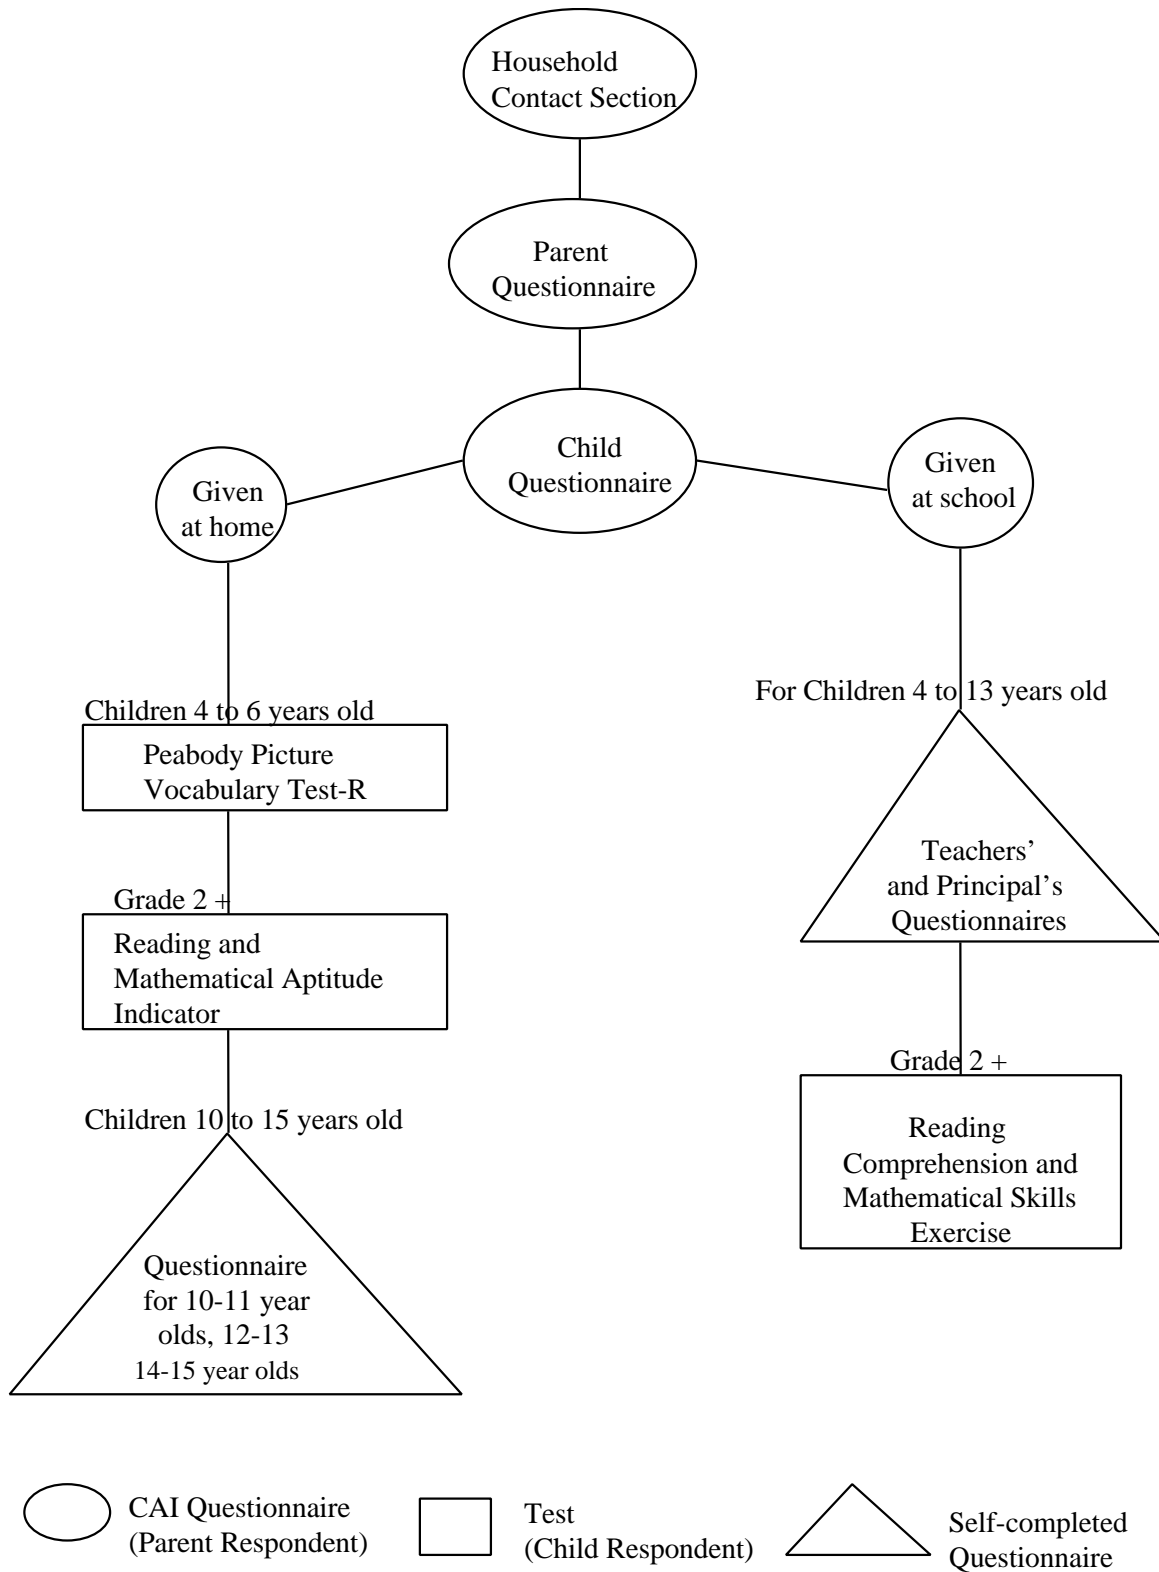 Household
Contact Section
Parent
Questionnaire
Child
Questionnaire
Given
at home
Given
at school
Children 4 to 6 years old
Peabody Picture
Vocabulary Test-R
Grade 2 +
Reading and
Mathematical Aptitude
Indicator
Children 10 to 15 years old
Questionnaire
for 10-11 year
olds, 12-13
14-15 year olds
For Children 4 to 13 years old
Teachers’
and Principal’s
Questionnaires
Grade 2 +
Reading
Comprehension and
Mathematical Skills
Exercise
CAI Questionnaire
(Parent Respondent)
Test
(Child Respondent)
Self-completed
Questionnaire